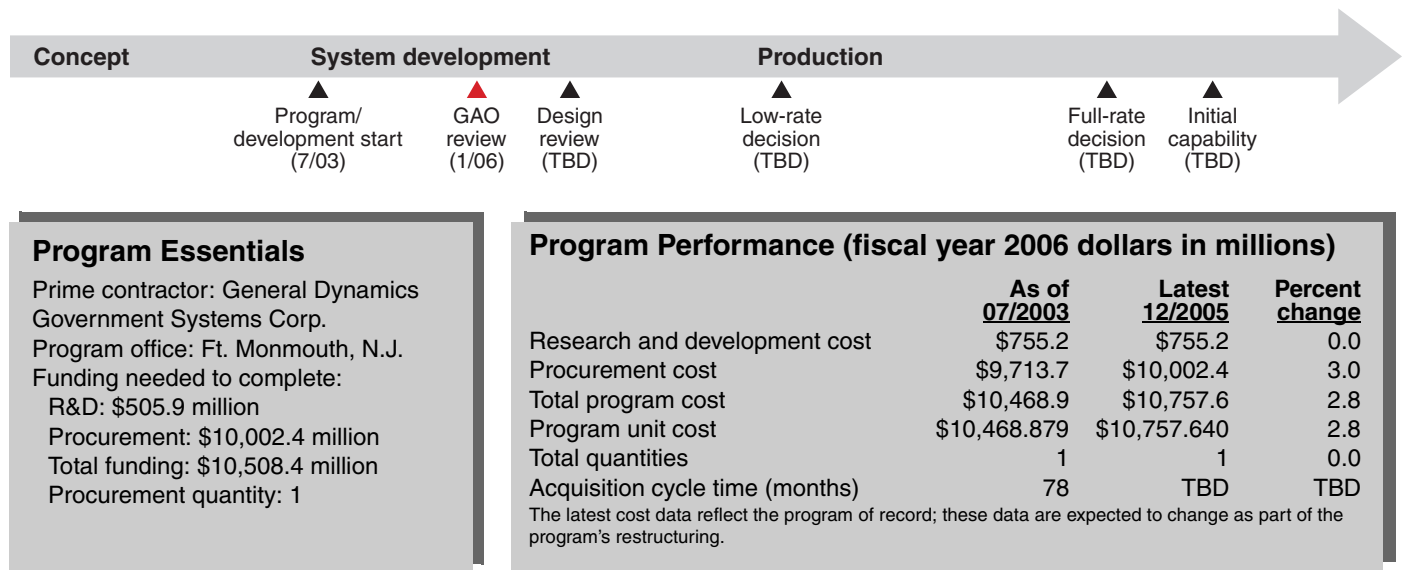 Concept
System development
Production
Program/
development start
(7/03)
GAO
review
(1/06)
Design
review
(TBD)
Low-rate
decision
(TBD)
Full-rate
decision
(TBD)
Initial
capability
(TBD)
Program Essentials
Prime contractor: General Dynamics
Government Systems Corp.
Program office: Ft. Monmouth, N.J.
Funding needed to complete:
R&D: $505.9 million
Procurement: $10,002.4 million
Total funding: $10,508.4 million
Procurement quantity: 1
Program Performance (fiscal year 2006 dollars in millions)
As of Latest Percent
07/2003 12/2005 change
Research and development cost $755.2 $755.2 0.0
Procurement cost $9,713.7 $10,002.4 3.0
Total program cost $10,468.9 $10,757.6 2.8
Program unit cost $10,468.879 $10,757.640 2.8
Total quantities 1 1 0.0
Acquisition cycle time (months) 78 TBD TBD
The latest cost data reflect the program of record; these data are expected to change as part of the
program's restructuring.